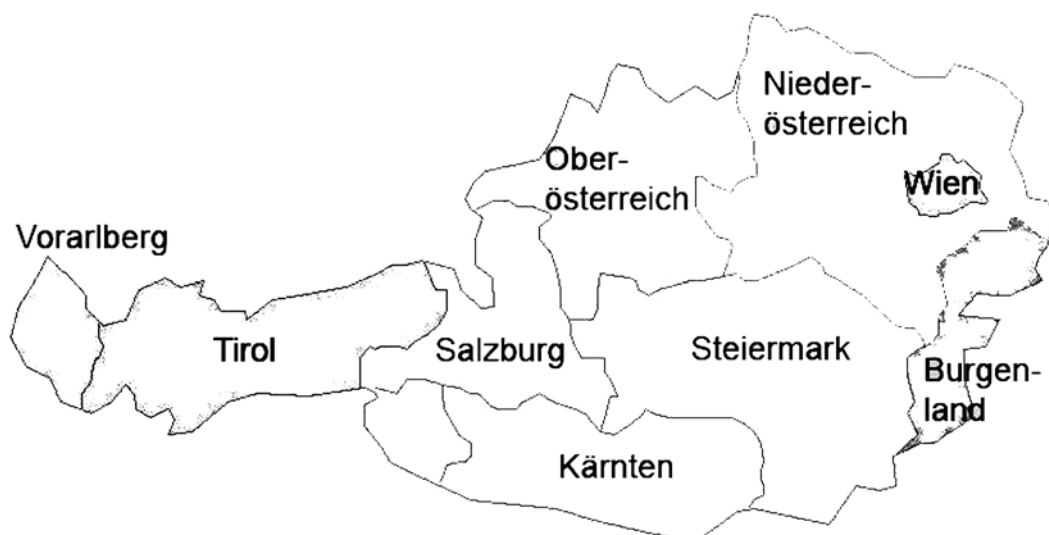 Nieder-
österreich
Ober-
österreich
Wien
Vorarlberg
Tirol
Salzburg
Steiermark
Burgen-
land
Kärnten